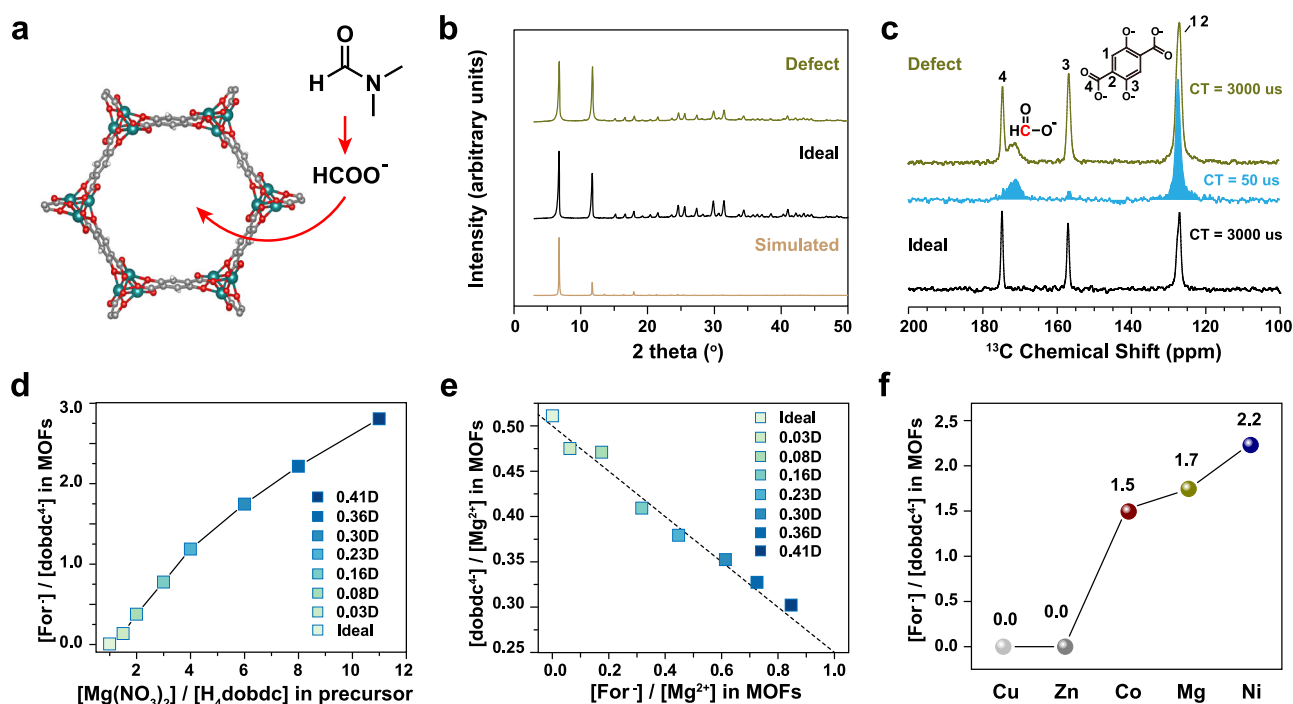 a
H
O
N
HCOO⁻
b
Intensity (arbitrary units)
Defect
Ideal
Simulated
0
10
20
30
40
50
2 theta (°)
c
Defect
4
HC
O
O-
3
O-
O-
1
O
O
4
2
3
O-
O-
1 2
CT = 3000 us
CT = 50 us
Ideal
CT = 3000 us
200
180
160
140
120
100
¹³C Chemical Shift (ppm)
d
[For⁻] / [dobdc⁴⁻] in MOFs
3.0
2.0
1.0
0.0
0.41D
0.36D
0.30D
0.23D
0.16D
0.08D
0.03D
Ideal
2
4
6
8
10
12
[Mg(NO₃)₂] / [H₄dobdc] in precursor
e
[dobdc⁴⁻] / [Mg²⁺] in MOFs
0.50
0.45
0.40
0.35
0.30
0.25
Ideal
0.03D
0.08D
0.16D
0.23D
0.30D
0.36D
0.41D
0.0
0.2
0.4
0.6
0.8
1.0
[For⁻] / [Mg²⁺] in MOFs
f
[For⁻] / [dobdc⁴⁻] in MOFs
2.5
2.0
1.5
1.0
0.5
0.0
0.0
0.0
1.5
1.7
2.2
Cu
Zn
Co
Mg
Ni